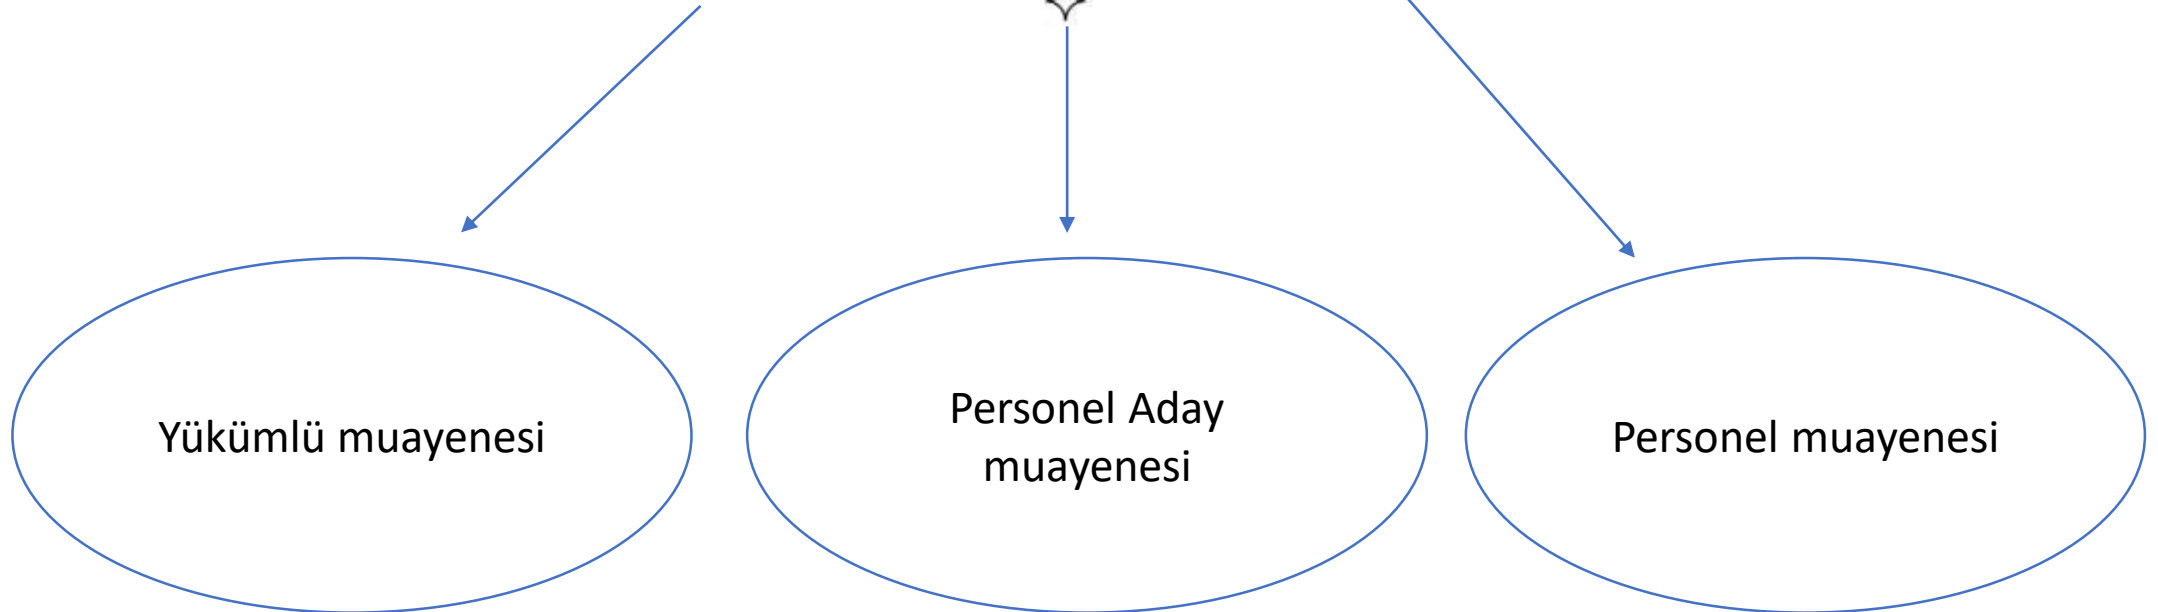 Yükümlü muayenesi
Personel Aday
muayenesi
Personel muayenesi